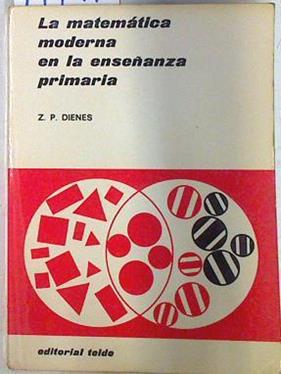 La matemática
moderna
en la enseñanza
primaria
Z. P. DIENES
editorial teide